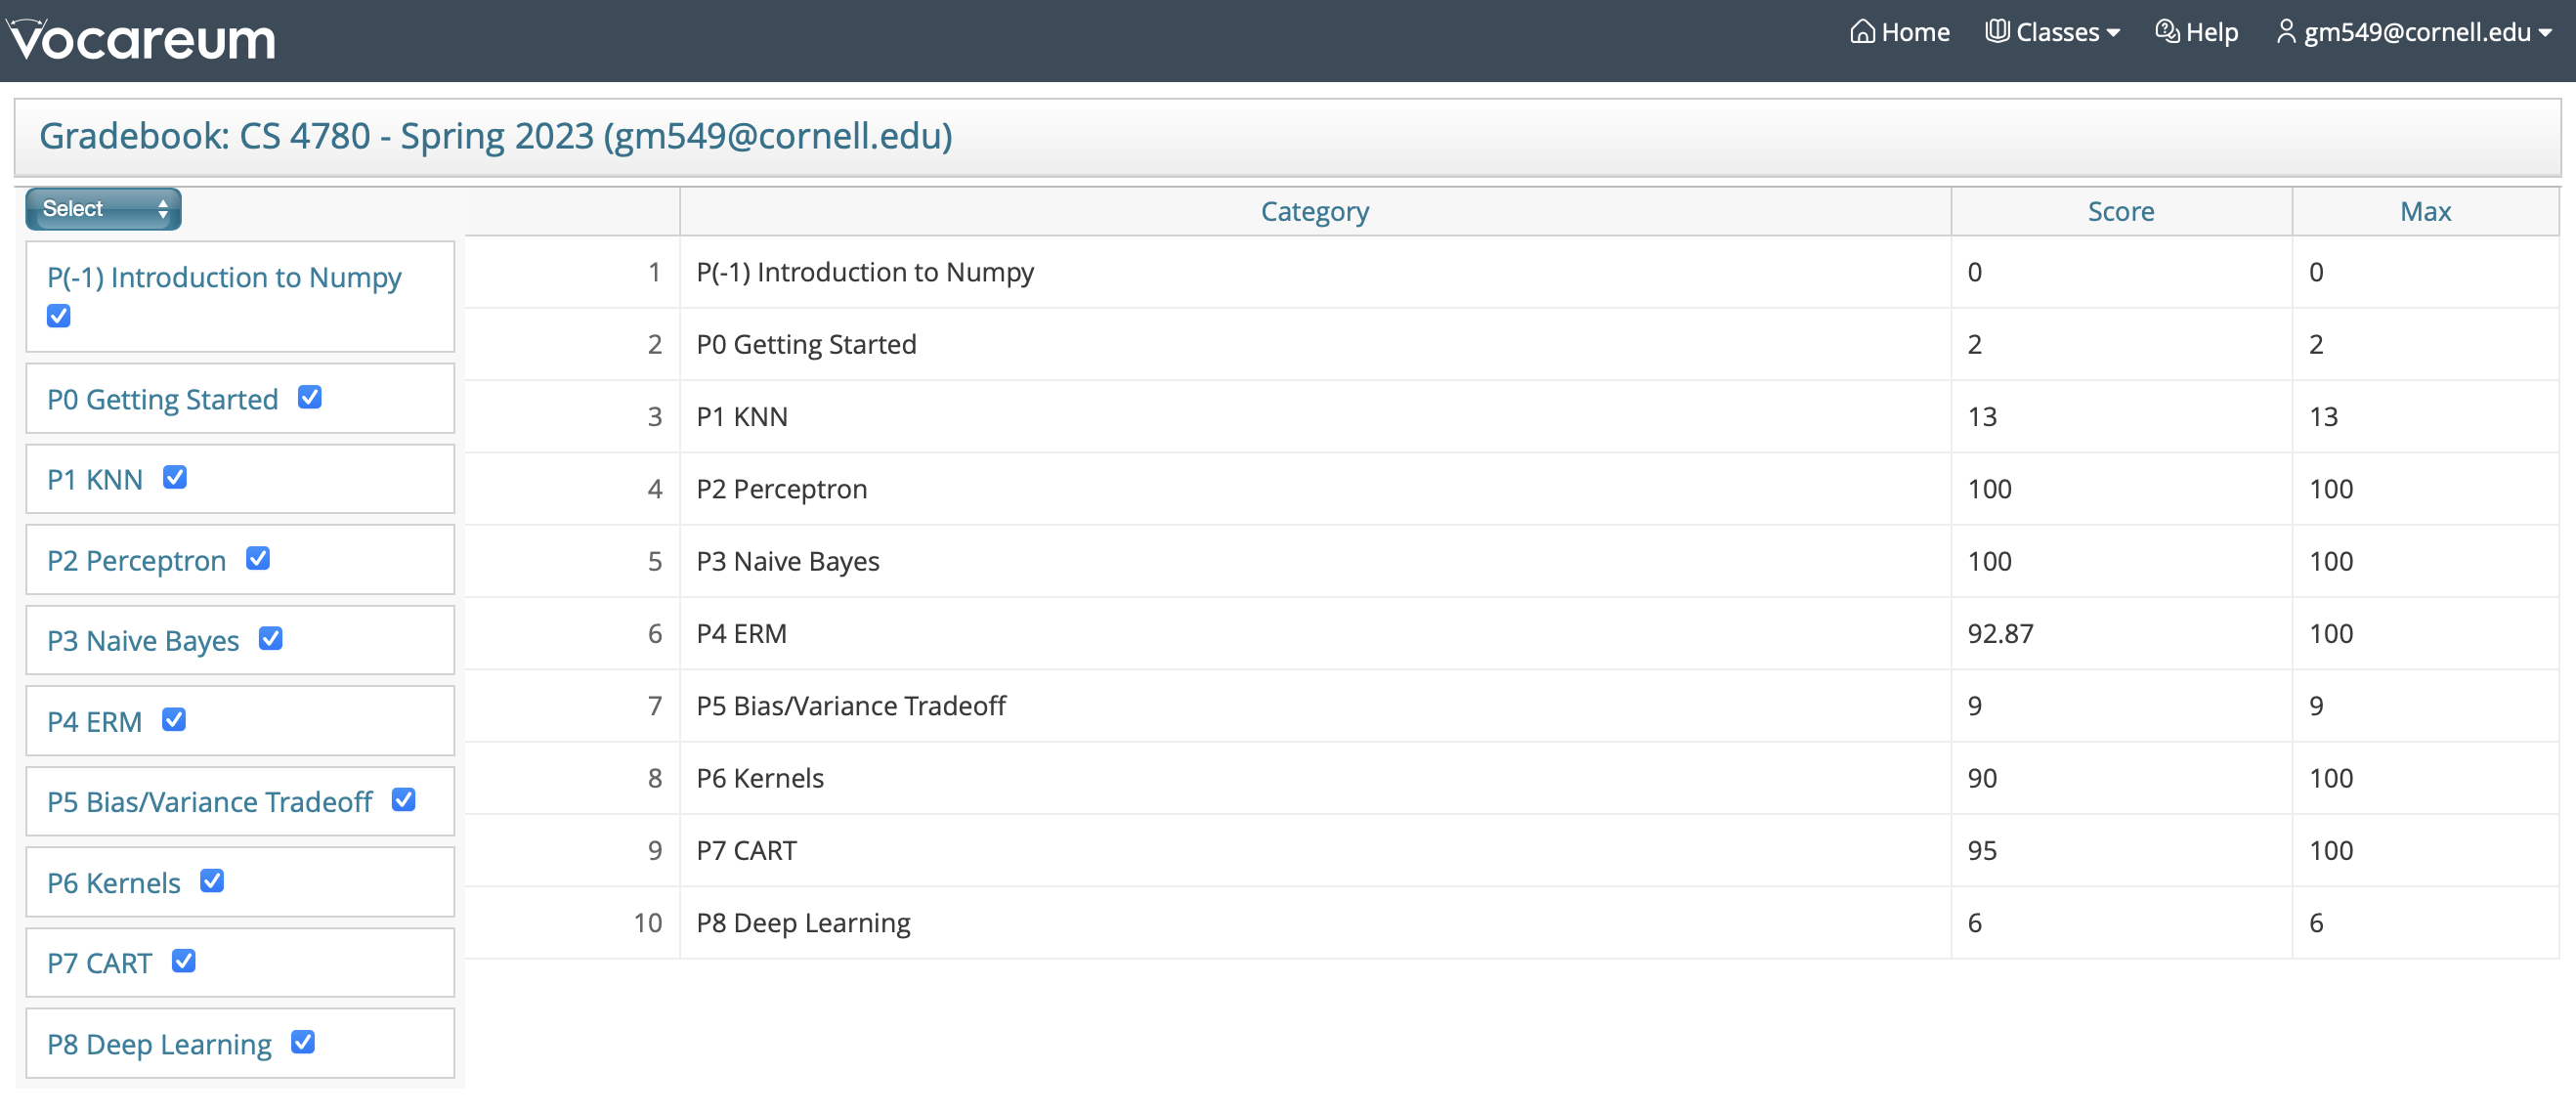 Vocareum
Home Classes Help gm549@cornell.edu
Gradebook: CS 4780 - Spring 2023 (gm549@cornell.edu)
Select
P(-1) Introduction to Numpy
P0 Getting Started
P1 KNN
P2 Perceptron
P3 Naive Bayes
P4 ERM
P5 Bias/Variance Tradeoff
P6 Kernels
P7 CART
P8 Deep Learning
Category Score Max
1 P(-1) Introduction to Numpy 0 0
2 P0 Getting Started 2 2
3 P1 KNN 13 13
4 P2 Perceptron 100 100
5 P3 Naive Bayes 100 100
6 P4 ERM 92.87 100
7 P5 Bias/Variance Tradeoff 9 9
8 P6 Kernels 90 100
9 P7 CART 95 100
10 P8 Deep Learning 6 6